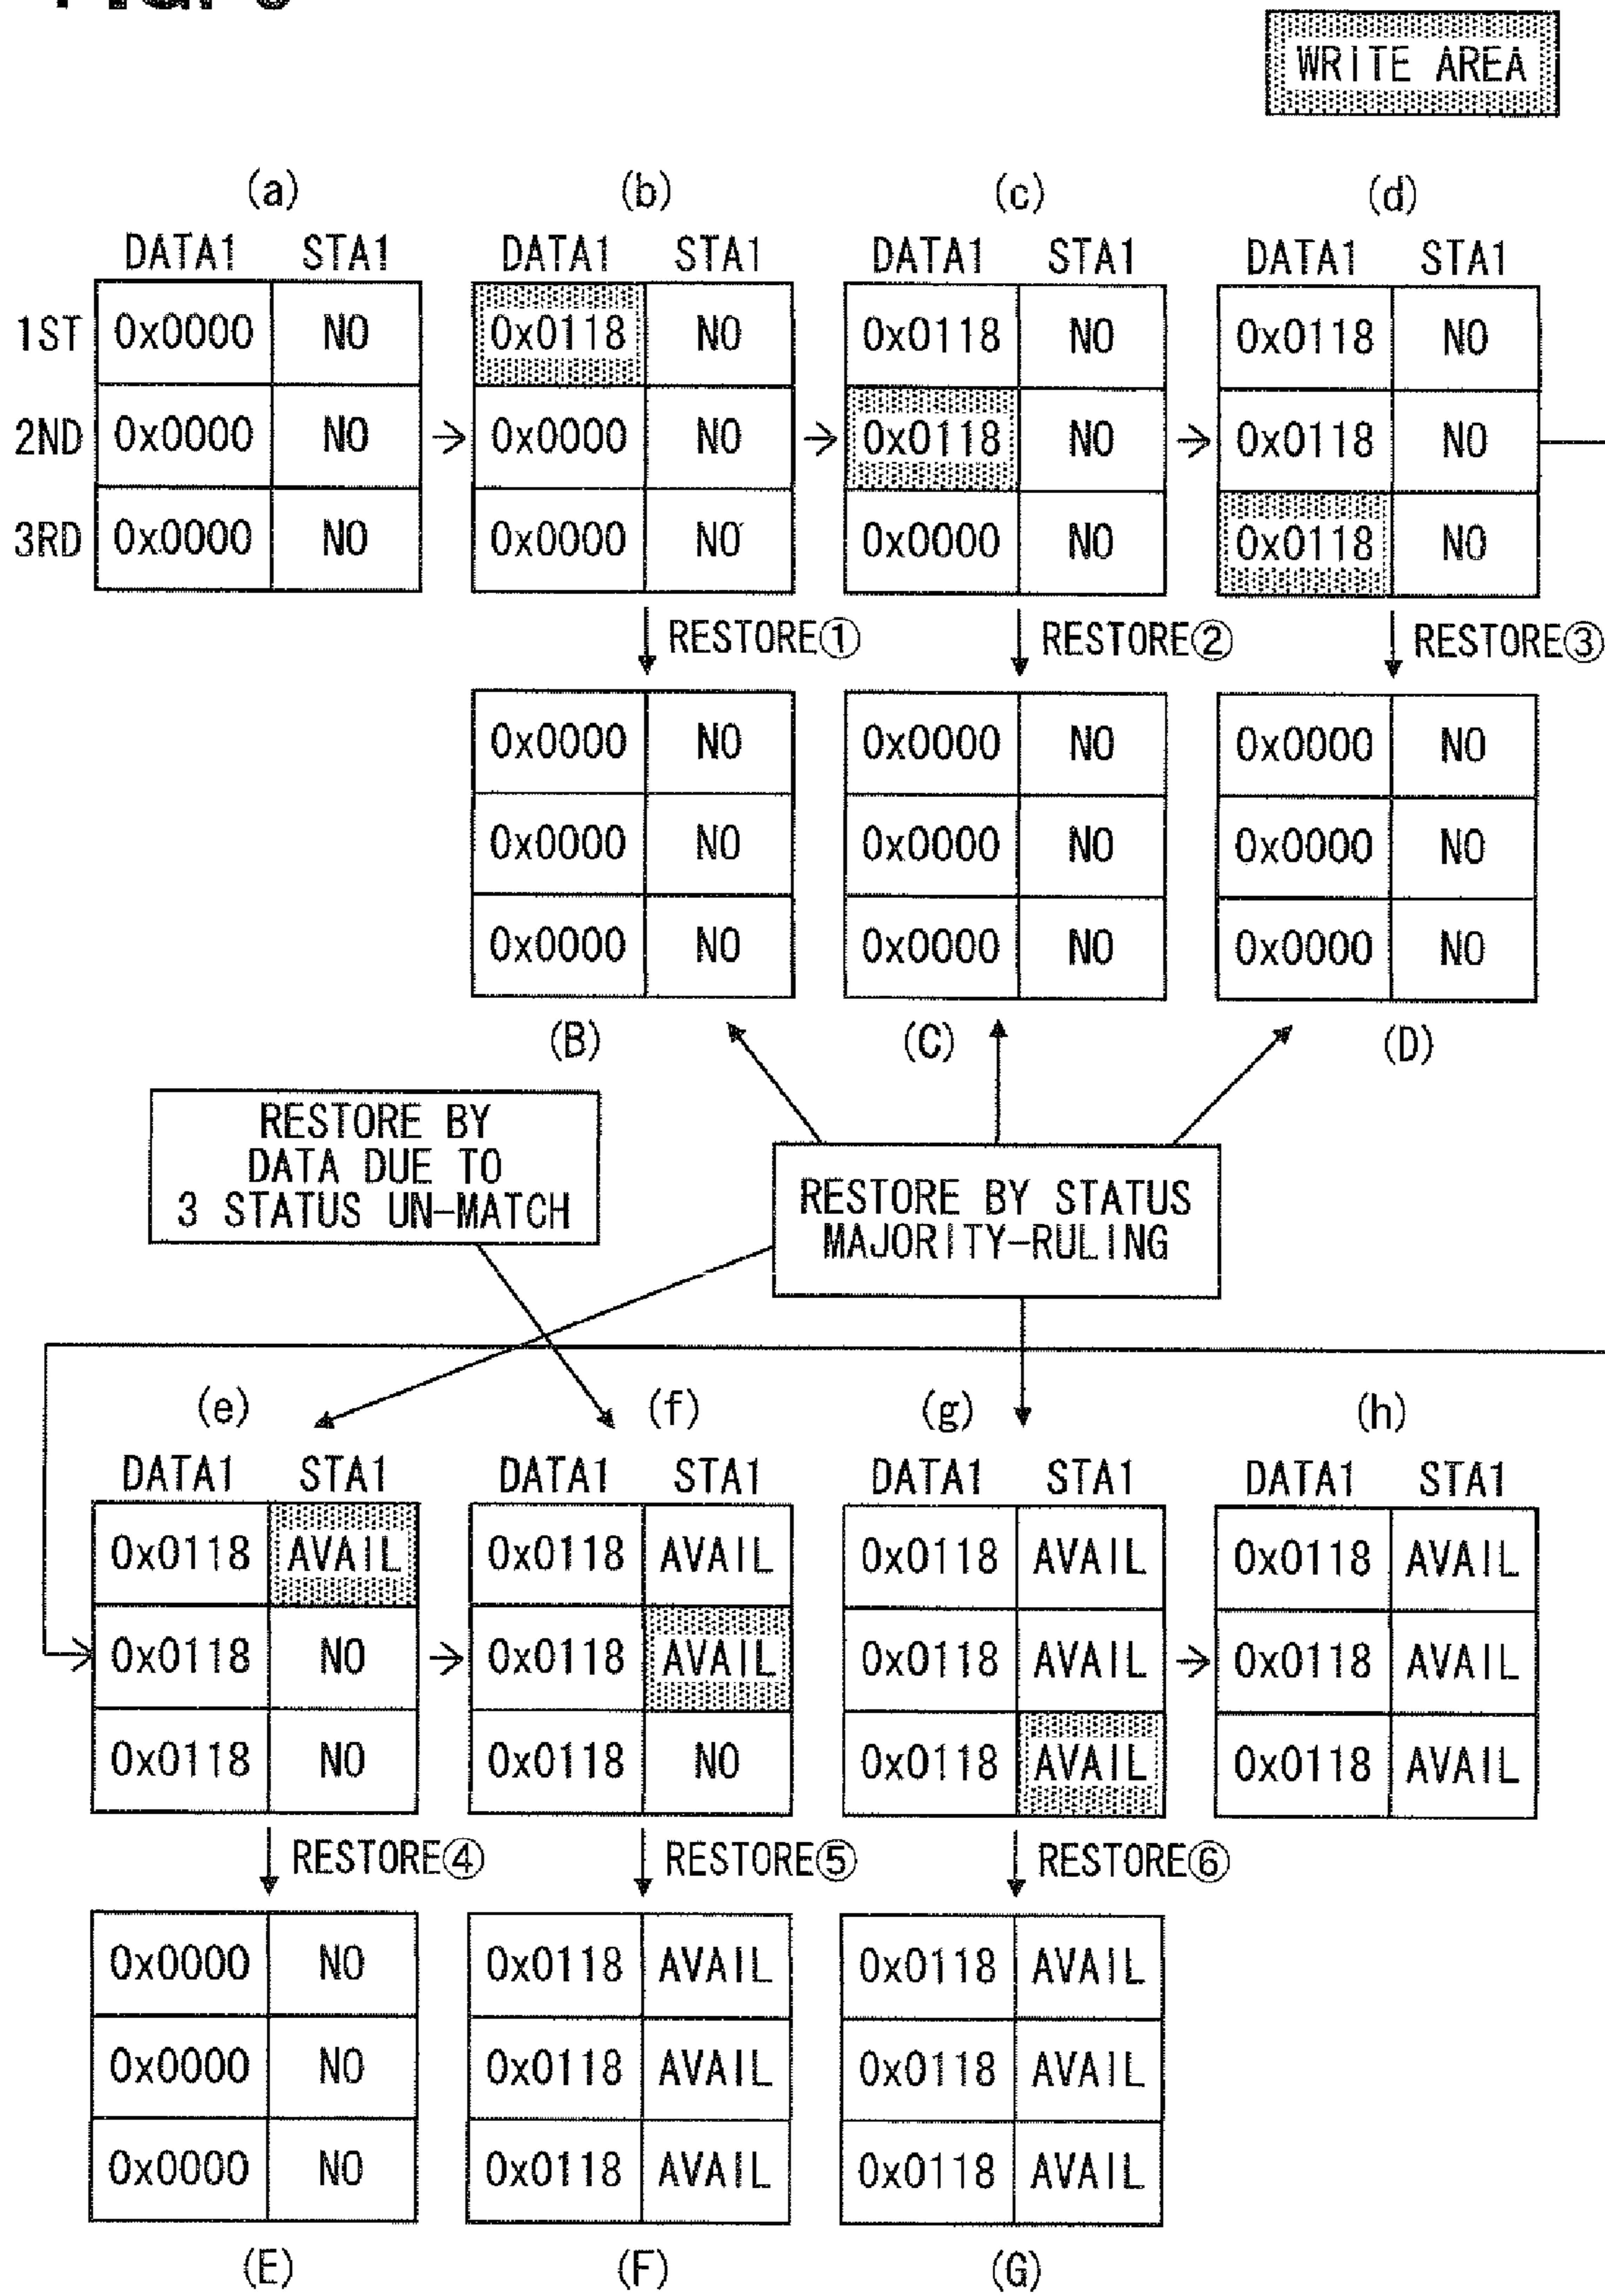 WRITE AREA
(a) (b) (c) (d)
DATA1 STA1 DATA1 STA1 DATA1 STA1 DATA1 STA1
1ST 0x0000 NO 0x0118 NO 0x0118 NO 0x0118 NO
2ND 0x0000 NO 0x0000 NO 0x0118 NO 0x0118 NO
3RD 0x0000 NO 0x0000 NO 0x0000 NO 0x0118 NO
RESTORE① RESTORE② RESTORE③
0x0000 NO 0x0000 NO 0x0000 NO
0x0000 NO 0x0000 NO 0x0000 NO
0x0000 NO 0x0000 NO 0x0000 NO
(B) (C) (D)
RESTORE BY
DATA DUE TO
3 STATUS UN-MATCH
RESTORE BY STATUS
MAJORITY-RULING
(e) (f) (g) (h)
DATA1 STA1 DATA1 STA1 DATA1 STA1 DATA1 STA1
0x0118 AVAIL 0x0118 AVAIL 0x0118 AVAIL 0x0118 AVAIL
0x0118 NO 0x0118 AVAIL 0x0118 AVAIL 0x0118 AVAIL
0x0118 NO 0x0118 NO 0x0118 AVAIL 0x0118 AVAIL
RESTORE④ RESTORE⑤ RESTORE⑥
0x0000 NO 0x0118 AVAIL 0x0118 AVAIL
0x0000 NO 0x0118 AVAIL 0x0118 AVAIL
0x0000 NO 0x0118 AVAIL 0x0118 AVAIL
(E) (F) (G)